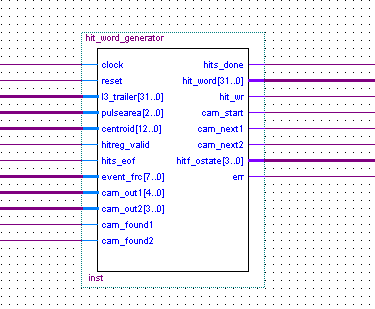 hit_word_generator
clock hits_done
reset hit_word[31..0]
l3_trailer[31..0] hit_wr
pulsearea[2..0] cam_start
centroid[12..0] cam_next1
hitreg_valid cam_next2
hits_eof hitf_ostate[3..0]
event_frc[7..0] err
cam_out1[4..0]
cam_out2[3..0]
cam_found1
cam_found2
inst